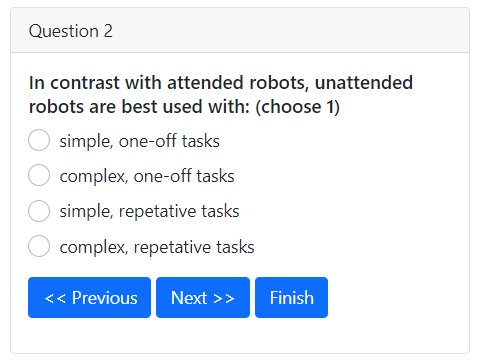 Question 2
In contrast with attended robots, unattended
robots are best used with: (choose 1)
simple, one-off tasks
complex, one-off tasks
simple, repetative tasks
complex, repetative tasks
<< Previous
Next >>
Finish